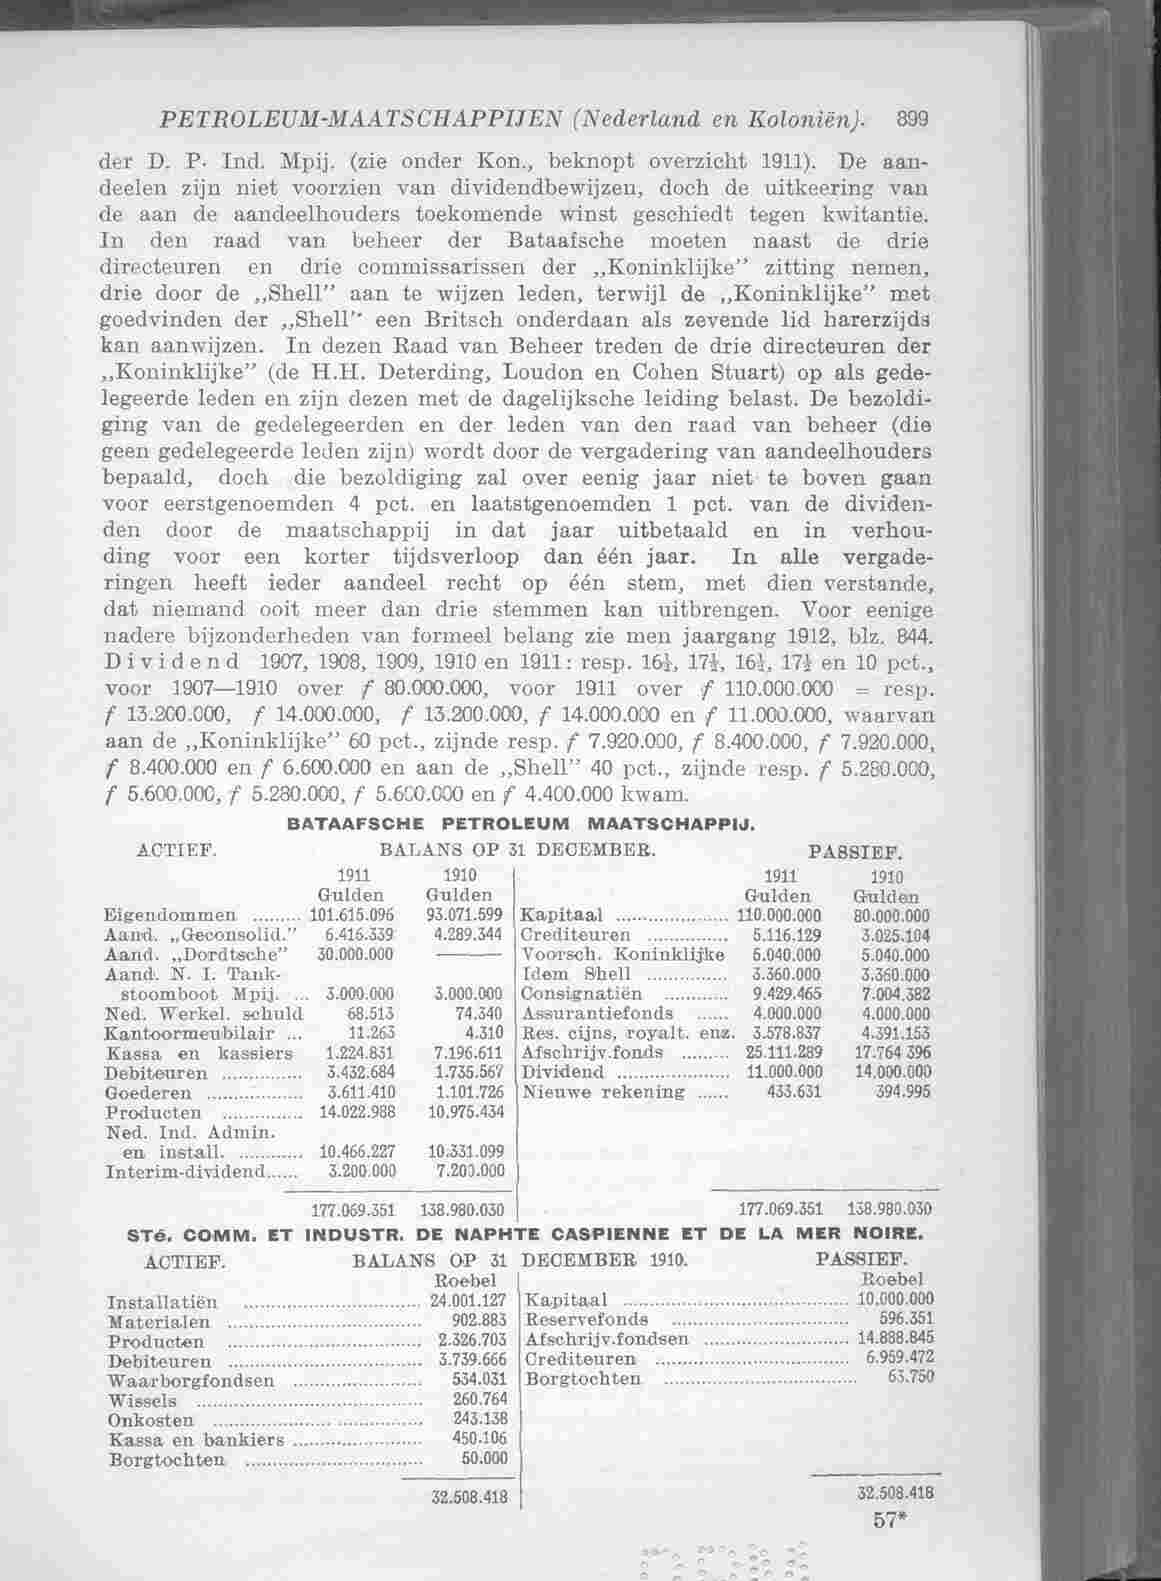 PETROLEUM-MAATSCHAPPIJEN (Nederland en Koloniën). 899
der D. P. Ind. Mpij. (zie onder Kon., beknopt overzicht 1911). De aan-
deelen zijn niet voorzien van dividendbewijzen, doch de uitkeering van
de aan de aandeelhouders toekomende winst geschiedt tegen kwitantie.
In den raad van beheer der Bataafsche moeten naast de drie
directeuren en drie commissarissen der „Koninklijke” zitting nemen,
drie door de „Shell” aan te wijzen leden, terwijl de „Koninklijke” met
goedvinden der „Shell” een Britsch onderdaan als zevende lid harerzijds
kan aanwijzen. In dezen Raad van Beheer treden de drie directeuren der
„Koninklijke” (de H.H. Deterding, Loudon en Cohen Stuart) op als gede-
legeerde leden en zijn dezen met de dagelijksche leiding belast. De bezoldi-
ging van de gedelegeerden en der leden van den raad van beheer (die
geen gedelegeerde leden zijn) wordt door de vergadering van aandeelhouders
bepaald, doch die bezoldiging zal over eenig jaar niet te boven gaan
voor eerstgenoemden 4 pct. en laatstgenoemden 1 pct. van de dividen-
den door de maatschappij in dat jaar uitbetaald en in verhou-
ding voor een korter tijdsverloop dan één jaar. In alle vergade-
ringen heeft ieder aandeel recht op één stem, met dien verstande,
dat niemand ooit meer dan drie stemmen kan uitbrengen. Voor eenige
nadere bijzonderheden van formeel belang zie men jaargang 1912, blz. 844.
Dividend 1907, 1908, 1909, 1910 en 1911: resp. 16½, 17½, 16½, 17½ en 10 pct.,
voor 1907—1910 over f 80.000.000, voor 1911 over f 110.000.000 = resp.
f 13.200.000, f 14.000.000, f 13.200.000, f 14.000.000 en f 11.000.000, waarvan
aan de „Koninklijke” 60 pct., zijnde resp. f 7.920.000, f 8.400.000, f 7.920.000,
f 8.400.000 en f 6.600.000 en aan de „Shell” 40 pct., zijnde resp. f 5.280.000,
f 5.600.000, f 5.280.000, f 5.600.000 en f 4.400.000 kwam.
BATAAFSCHE PETROLEUM MAATSCHAPPIJ.
ACTIEF. BALANS OP 31 DECEMBER. PASSIEF.
1911 1910 1911 1910
Gulden Gulden Gulden Gulden
Eigendommen ......... 101.615.096 93.071.599 Kapitaal ...................... 110.000.000 80.000.000
Aand. „Geconsolid.” 6.416.339 4.289.344 Crediteuren ............... 5.116.129 3.025.104
Aand. „Dordtsche” 30.000.000 ——— Voorsch. Koninklijke 5.040.000 5.040.000
Aand. N. I. Tank- Idem Shell ............... 3.360.000 3.360.000
stoomboot Mpij. ... 3.000.000 3.000.000 Consignatiën ............ 9.429.465 7.004.382
Ned. Werkel. schuld 68.513 74.340 Assurantiefonds ...... 4.000.000 4.000.000
Kantoormeubilair ... 11.263 4.310 Res. cijns, royalt. enz. 3.578.837 4.391.153
Kassa en kassiers 1.224.831 7.196.611 Afschrijv.fonds ......... 25.111.289 17.764 396
Debiteuren ............... 3.432.684 1.735.567 Dividend ..................... 11.000.000 14.000.000
Goederen .................. 3.611.410 1.101.726 Nieuwe rekening ...... 433.631 394.995
Producten ............... 14.022.988 10.975.434
Ned. Ind. Admin.
en install. ............ 10.466.227 10.331.099
Interim-dividend...... 3.200.000 7.200.000
177.069.351 138.980.030 177.069.351 138.980.030
STé. COMM. ET INDUSTR. DE NAPHTE CASPIENNE ET DE LA MER NOIRE.
ACTIEF. BALANS OP 31 DECEMBER 1910. PASSIEF.
Roebel Roebel
Installatiën ................................. 24.001.127 Kapitaal .......................................... 10.000.000
Materialen .................................... 902.883 Reservefonds ................................. 596.351
Producten .................................... 2.326.703 Afschrijv.fondsen ........................... 14.888.845
Debiteuren .................................... 3.739.666 Crediteuren .................................... 6.959.472
Waarborgfondsen ........................ 534.031 Borgtochten .................................... 63.750
Wissels .......................................... 260.764
Onkosten ....................................... 243.138
Kassa en bankiers ........................ 450.106
Borgtochten ................................. 50.000
32.508.418 32.508.418
57*